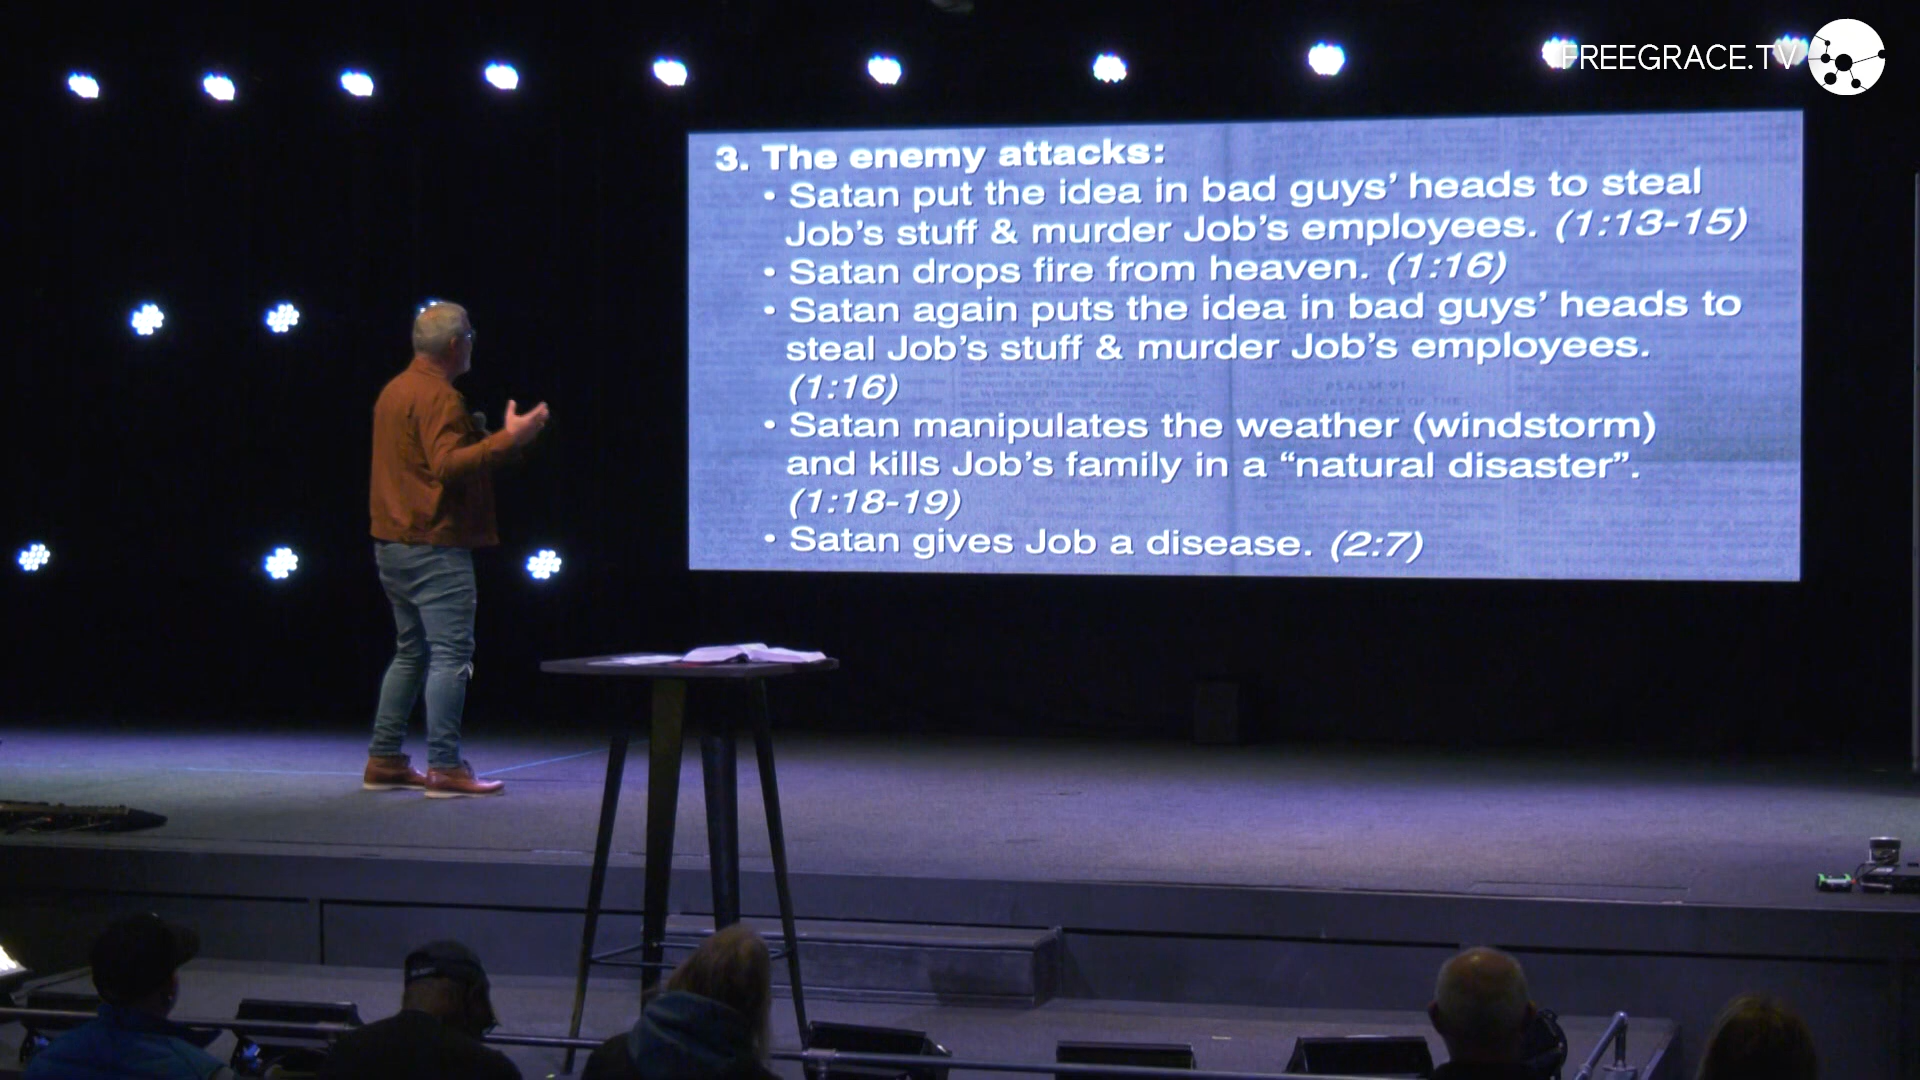 FREEGRACE.TV
3. The enemy attacks:
• Satan put the idea in bad guys’ heads to steal
Job’s stuff & murder Job’s employees. (1:13-15)
• Satan drops fire from heaven. (1:16)
• Satan again puts the idea in bad guys’ heads to
steal Job’s stuff & murder Job’s employees.
(1:16)
• Satan manipulates the weather (windstorm)
and kills Job’s family in a “natural disaster”.
(1:18-19)
• Satan gives Job a disease. (2:7)
PSALM 91